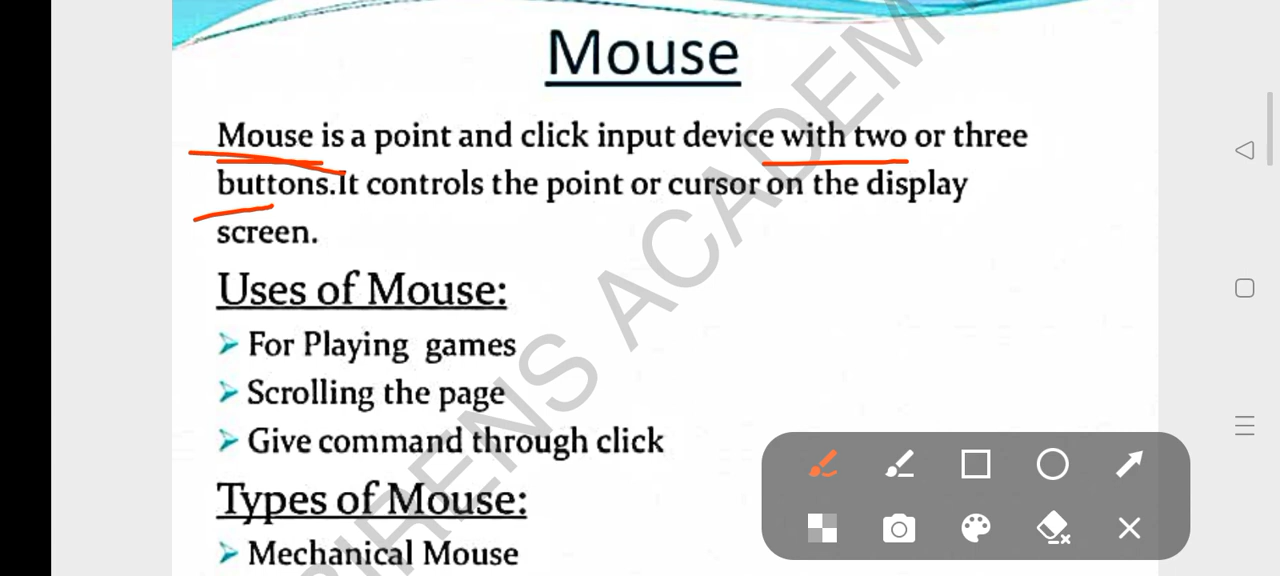 Mouse
Mouse is a point and click input device with two or three
buttons.It controls the point or cursor on the display
screen.
Uses of Mouse:
For Playing games
Scrolling the page
Give command through click
Types of Mouse:
Mechanical Mouse
IRENS ACADEM